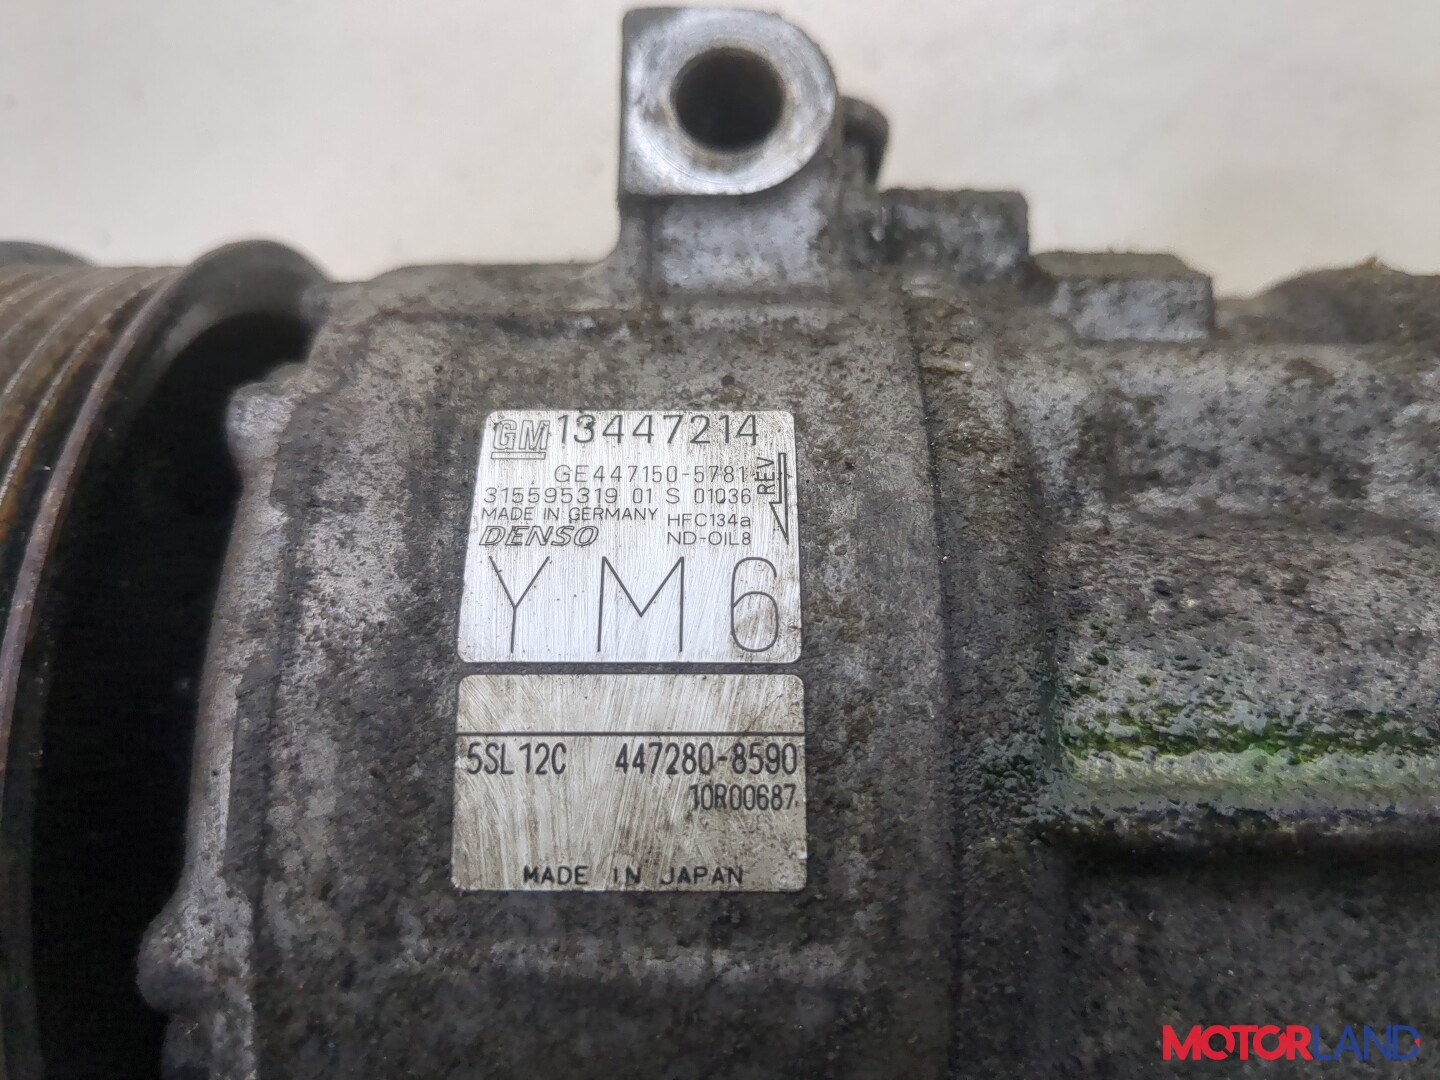 GM 13447214
GE447150-5781
REV
315595319 01 S 01036
MADE IN GERMANY HFC134a
DENSO ND-OIL8
YM6
5SL12C 447280-8590
10R00687
MADE IN JAPAN
MOTORLAND